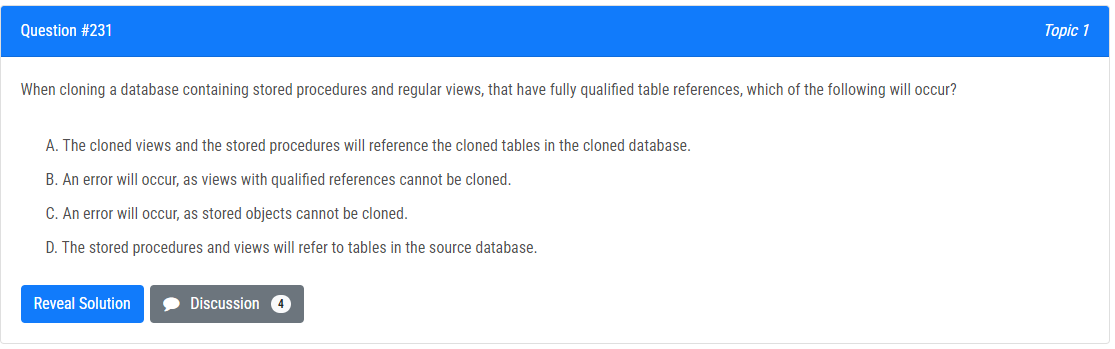 Question #231
Topic 1
When cloning a database containing stored procedures and regular views, that have fully qualified table references, which of the following will occur?
A. The cloned views and the stored procedures will reference the cloned tables in the cloned database.
B. An error will occur, as views with qualified references cannot be cloned.
C. An error will occur, as stored objects cannot be cloned.
D. The stored procedures and views will refer to tables in the source database.
Reveal Solution
Discussion 4